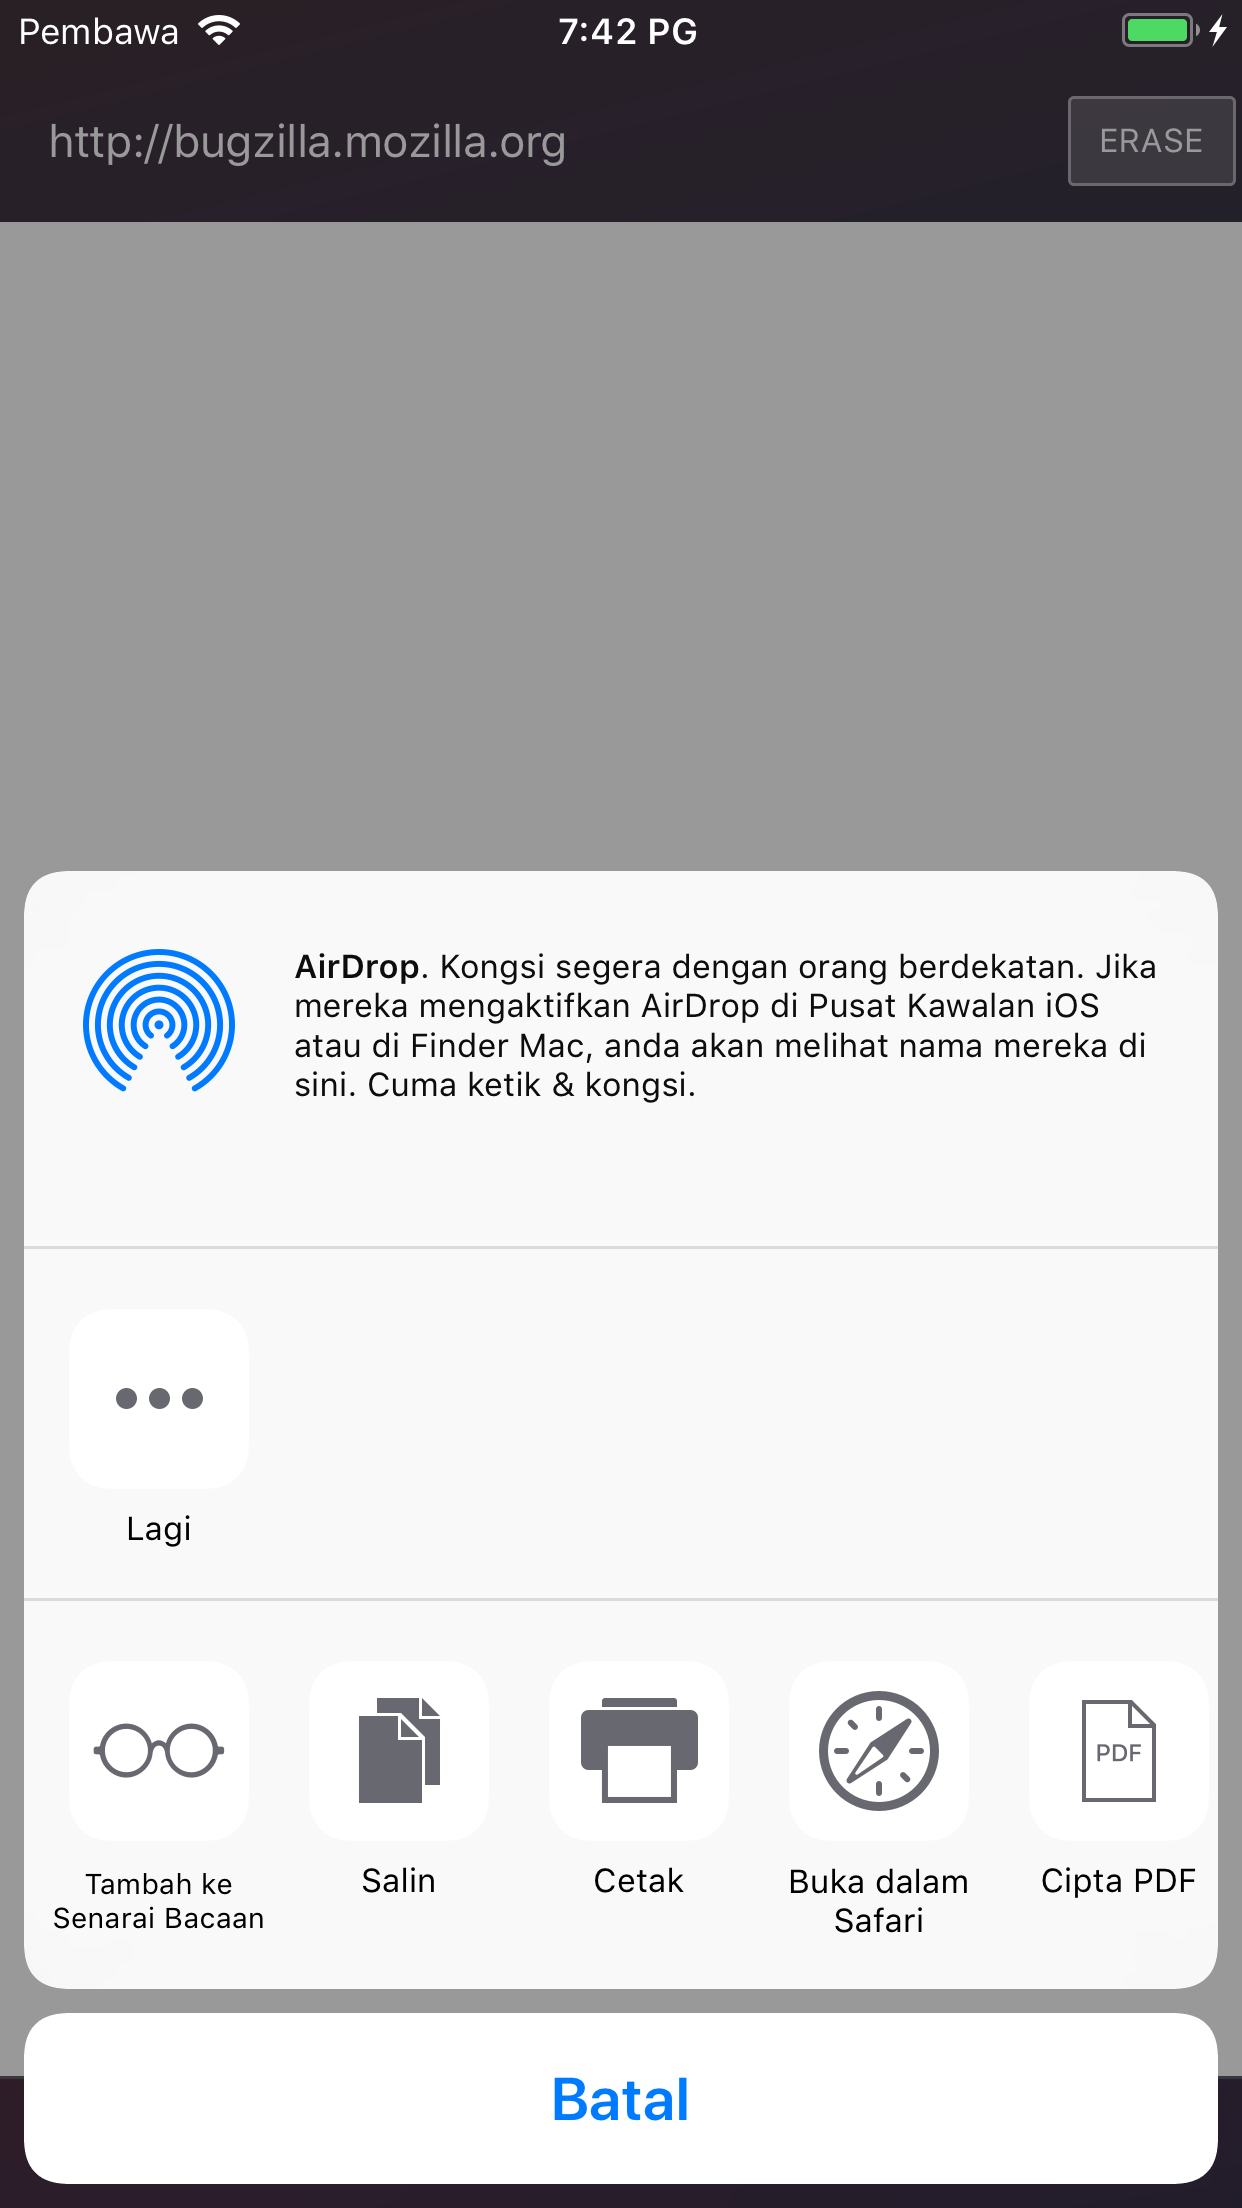 Pembawa 7:42 PG
http://bugzilla.mozilla.org ERASE
AirDrop. Kongsi segera dengan orang berdekatan. Jika
mereka mengaktifkan AirDrop di Pusat Kawalan iOS
atau di Finder Mac, anda akan melihat nama mereka di
sini. Cuma ketik & kongsi.
Lagi
PDF
Tambah ke
Senarai Bacaan
Salin
Cetak
Buka dalam
Safari
Cipta PDF
Batal